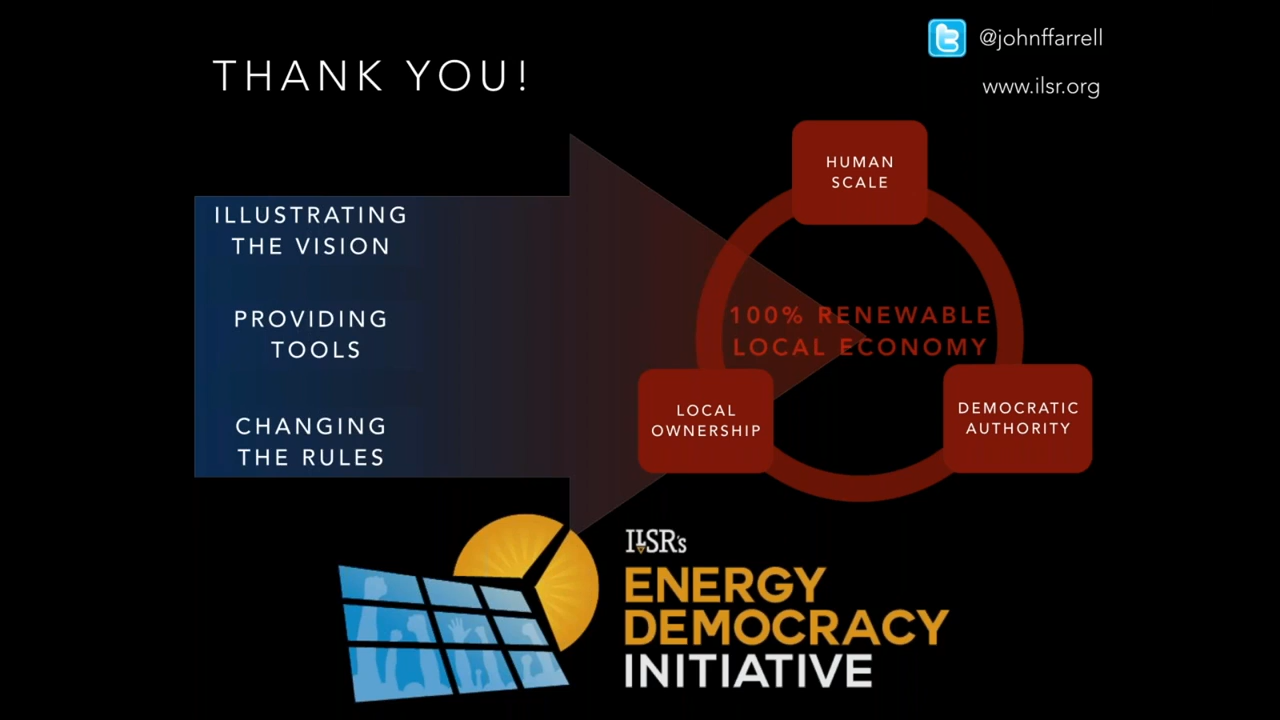 THANK YOU!
@johnffarrell
www.ilsr.org
ILLUSTRATING
THE VISION
PROVIDING
TOOLS
CHANGING
THE RULES
HUMAN
SCALE
100% RENEWABLE
LOCAL ECONOMY
LOCAL
OWNERSHIP
DEMOCRATIC
AUTHORITY
ILSR's
ENERGY
DEMOCRACY
INITIATIVE